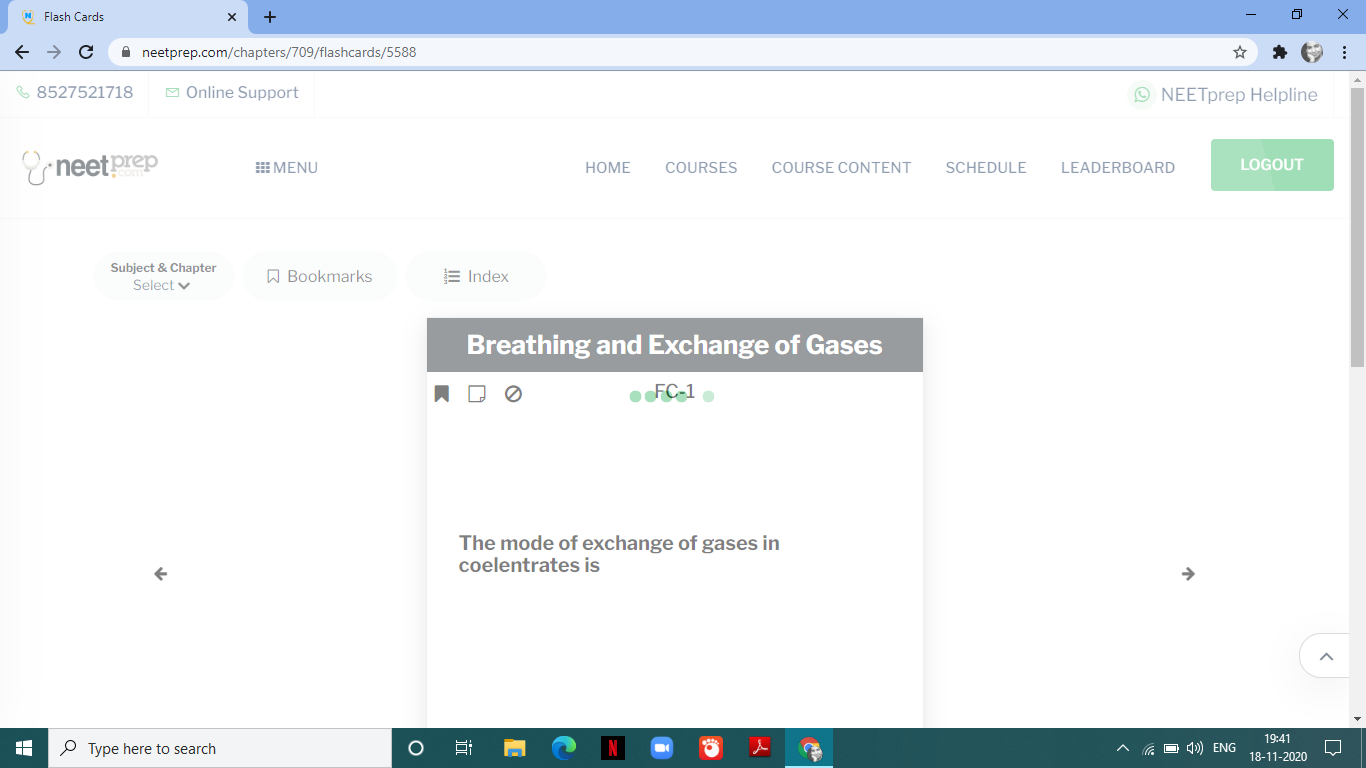 Flash Cards
neetprep.com/chapters/709/flashcards/5588
8527521718
Online Support
NEETprep Helpline
neetprep
.com
MENU
HOME
COURSES
COURSE CONTENT
SCHEDULE
LEADERBOARD
LOGOUT
Subject & Chapter
Select
Bookmarks
Index
Breathing and Exchange of Gases
FC-1
The mode of exchange of gases in
coelentrates is
Type here to search
ENG
19:41
18-11-2020